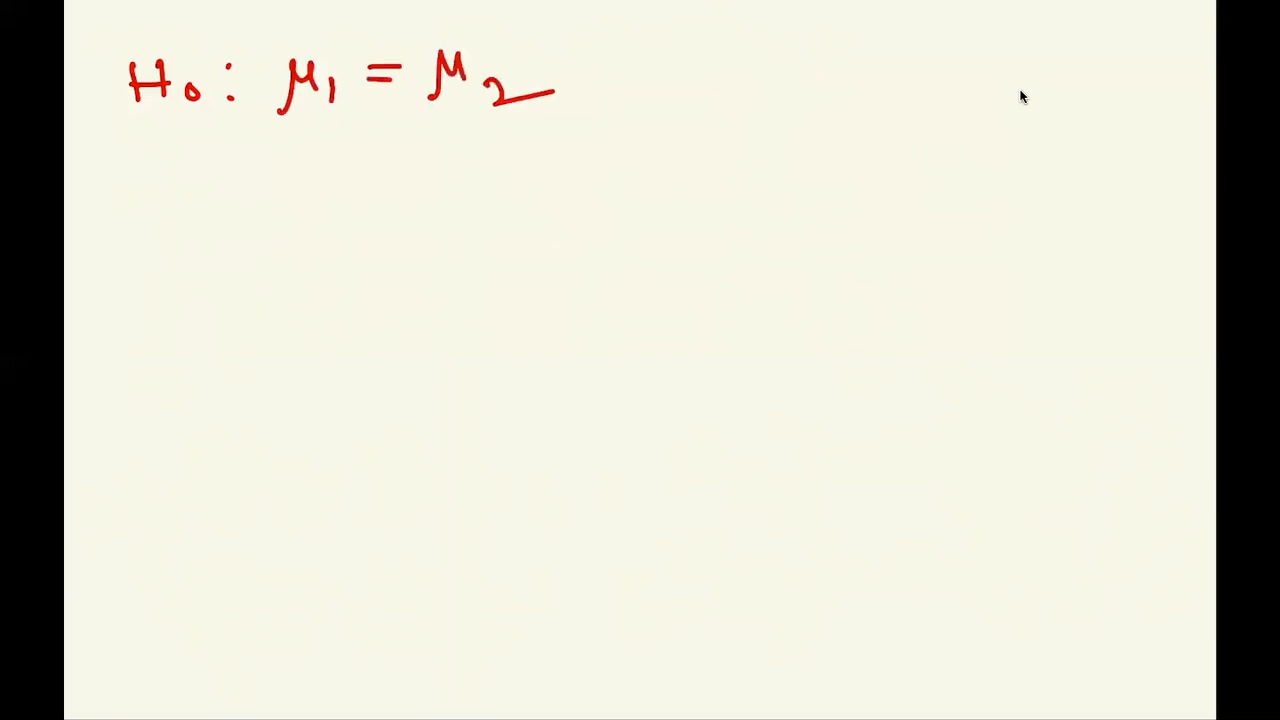 H₀: μ₁ = μ₂